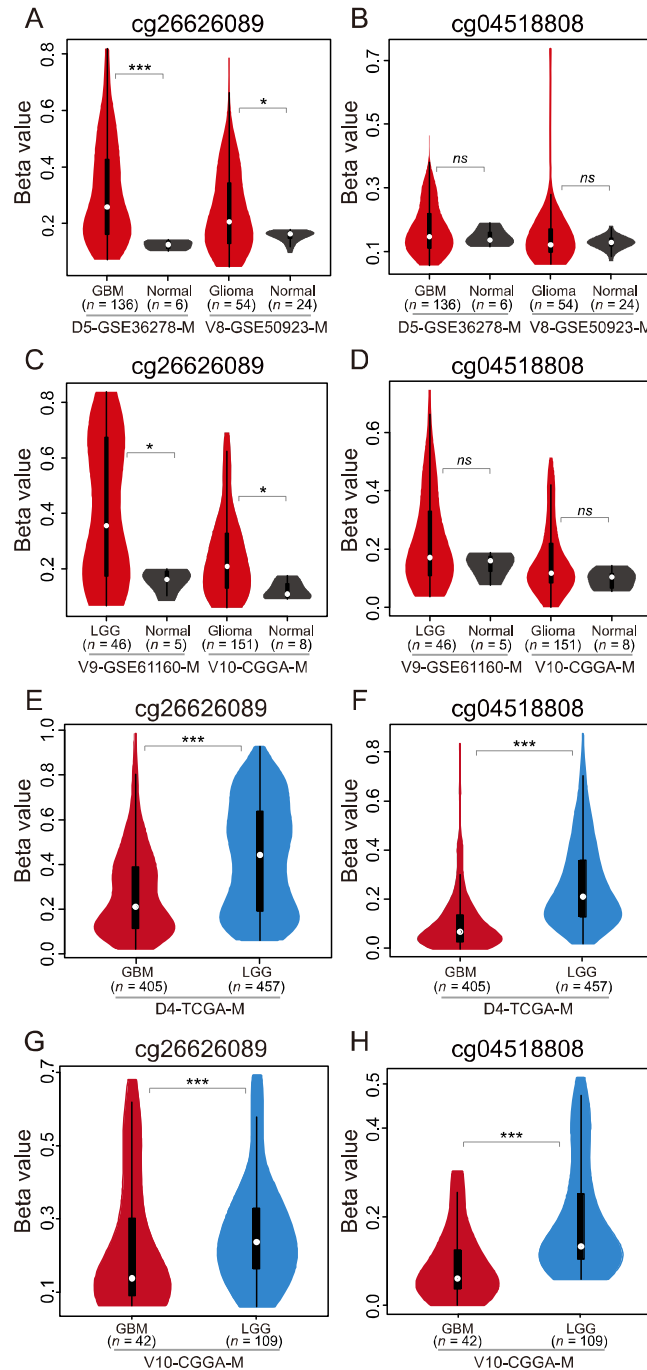 A
cg26626089
Beta value
0.8
0.6
0.4
0.2
***
*
GBM
(n = 136)
Normal
(n = 6)
Glioma
(n = 54)
Normal
(n = 24)
D5-GSE36278-M
V8-GSE50923-M
B
cg04518808
Beta value
0.7
0.5
0.3
0.1
ns
ns
GBM
(n = 136)
Normal
(n = 6)
Glioma
(n = 54)
Normal
(n = 24)
D5-GSE36278-M
V8-GSE50923-M
C
cg26626089
Beta value
0.8
0.6
0.4
0.2
*
*
LGG
(n = 46)
Normal
(n = 5)
Glioma
(n = 151)
Normal
(n = 8)
V9-GSE61160-M
V10-CGGA-M
D
cg04518808
Beta value
0.6
0.4
0.2
0.0
ns
ns
LGG
(n = 46)
Normal
(n = 5)
Glioma
(n = 151)
Normal
(n = 8)
V9-GSE61160-M
V10-CGGA-M
E
cg26626089
Beta value
1.0
0.8
0.6
0.4
0.2
0.0
***
GBM
(n = 405)
LGG
(n = 457)
D4-TCGA-M
F
cg04518808
Beta value
0.8
0.6
0.4
0.2
0.0
***
GBM
(n = 405)
LGG
(n = 457)
D4-TCGA-M
G
cg26626089
Beta value
0.7
0.5
0.3
0.1
***
GBM
(n = 42)
LGG
(n = 109)
V10-CGGA-M
H
cg04518808
Beta value
0.5
0.4
0.2
0.0
***
GBM
(n = 42)
LGG
(n = 109)
V10-CGGA-M